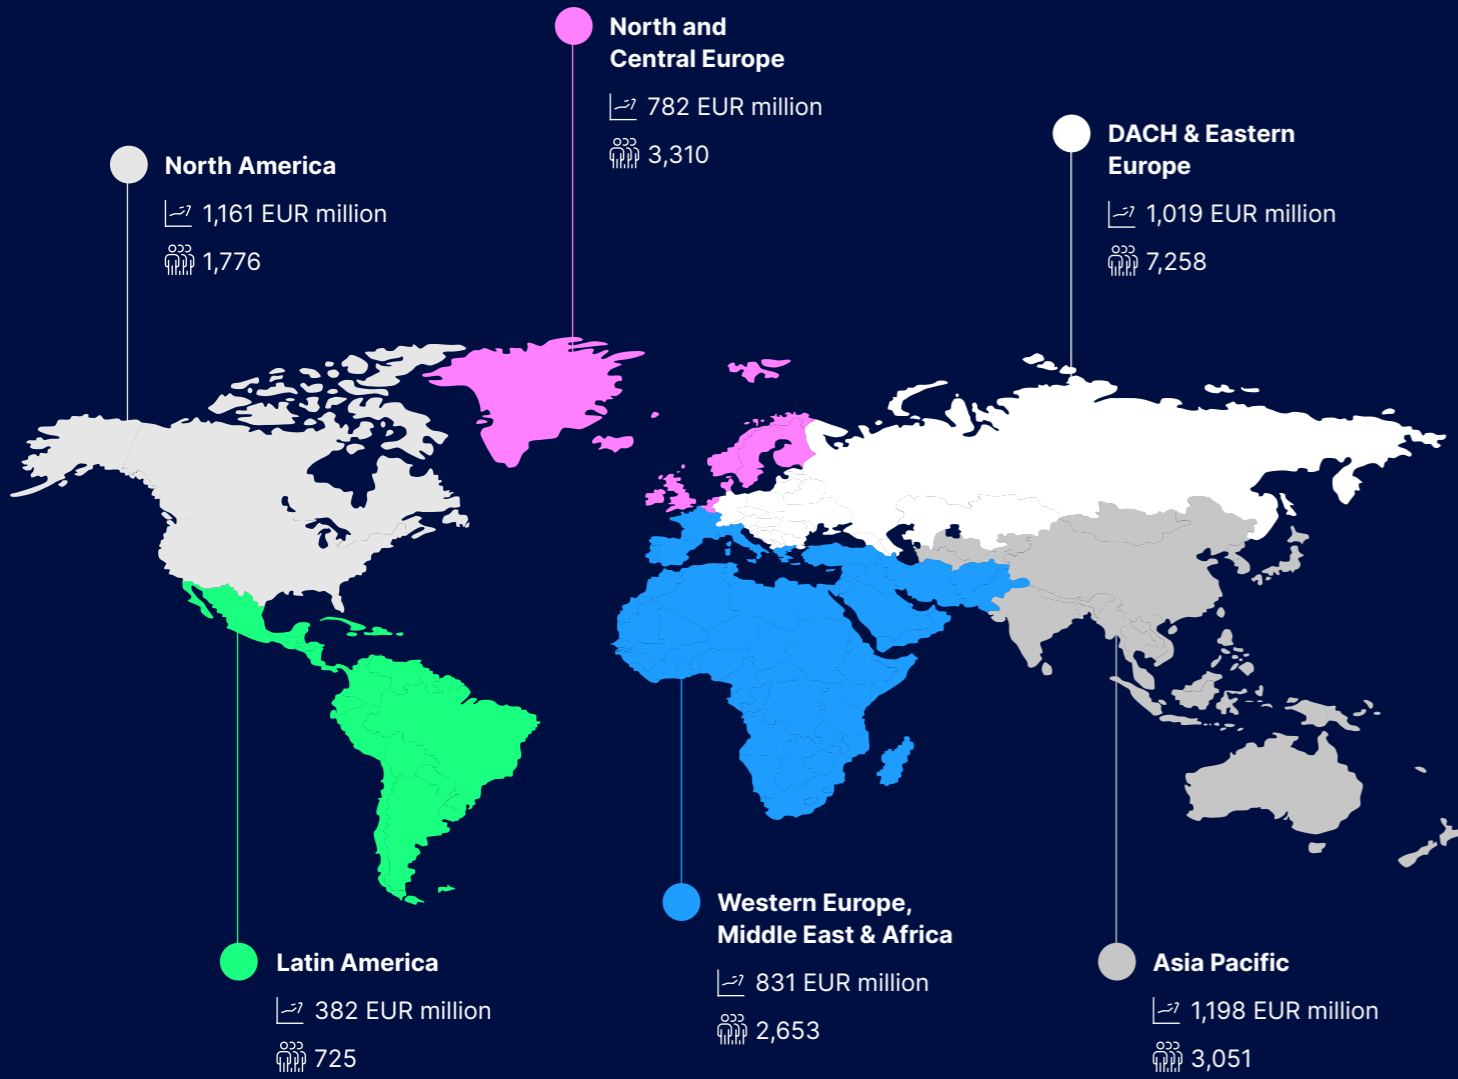 North and
Central Europe
782 EUR million
3,310
DACH & Eastern
Europe
1,019 EUR million
7,258
North America
1,161 EUR million
1,776
Latin America
382 EUR million
725
Western Europe,
Middle East & Africa
831 EUR million
2,653
Asia Pacific
1,198 EUR million
3,051